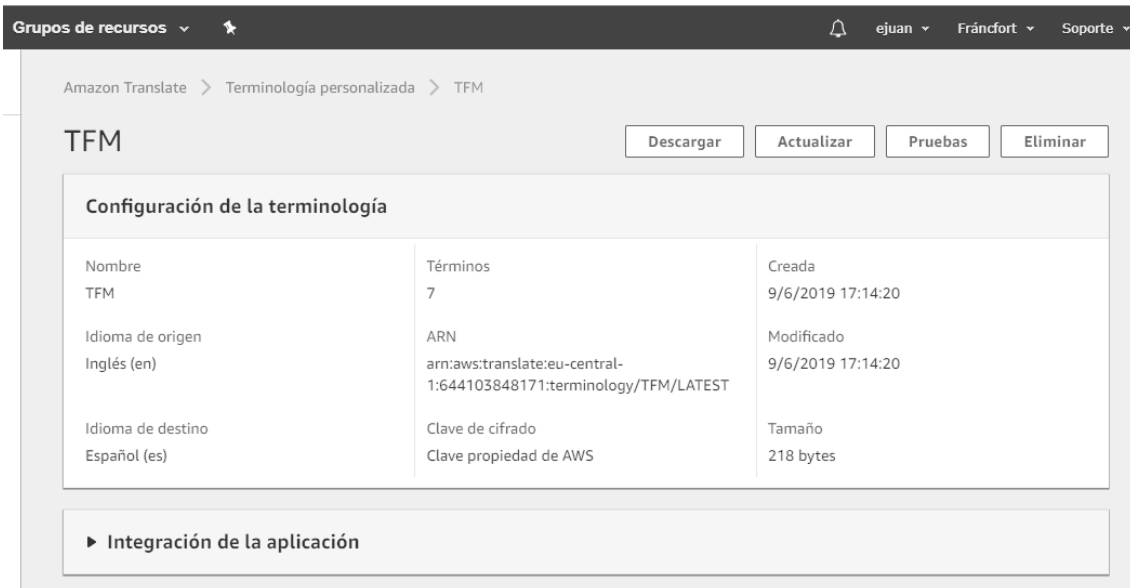 Grupos de recursos ejuan Fráncfort Soporte
Amazon Translate > Terminología personalizada > TFM
TFM Descargar Actualizar Pruebas Eliminar
Configuración de la terminología
Nombre Términos Creada
TFM 7 9/6/2019 17:14:20
Idioma de origen ARN Modificado
Inglés (en) arn:aws:translate:eu-central- 9/6/2019 17:14:20
1:644103848171:terminology/TFM/LATEST
Idioma de destino Clave de cifrado Tamaño
Español (es) Clave propiedad de AWS 218 bytes
Integración de la aplicación